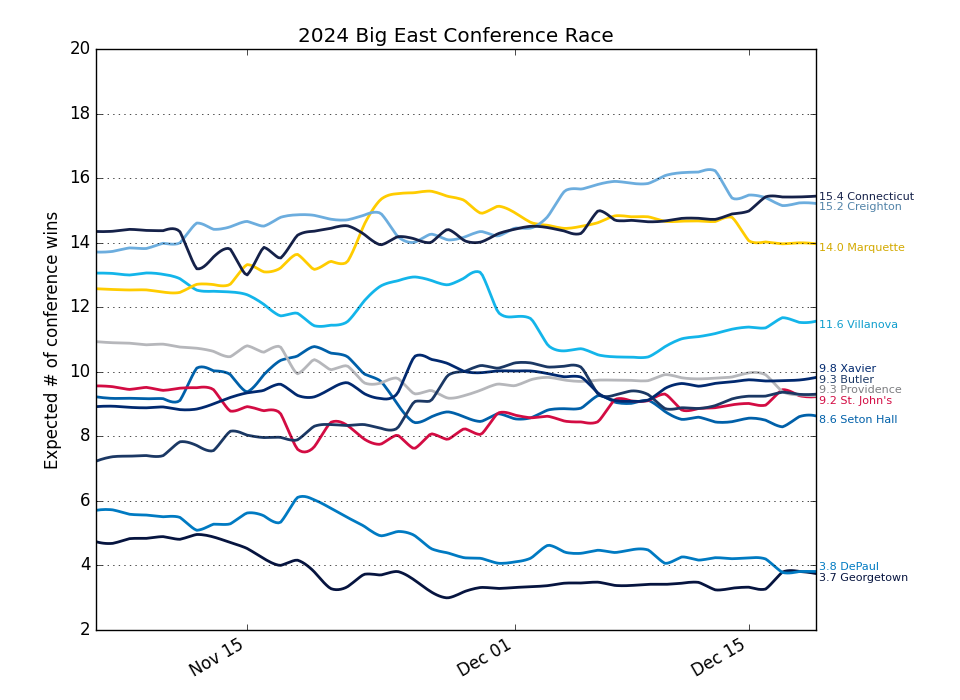 2024 Big East Conference Race
Expected # of conference wins
20
18
16
14
12
10
8
6
4
2
Nov 15
Dec 01
Dec 15
15.4 Connecticut
15.2 Creighton
14.0 Marquette
11.6 Villanova
9.8 Xavier
9.3 Butler
9.3 Providence
9.2 St. John's
8.6 Seton Hall
3.8 DePaul
3.7 Georgetown